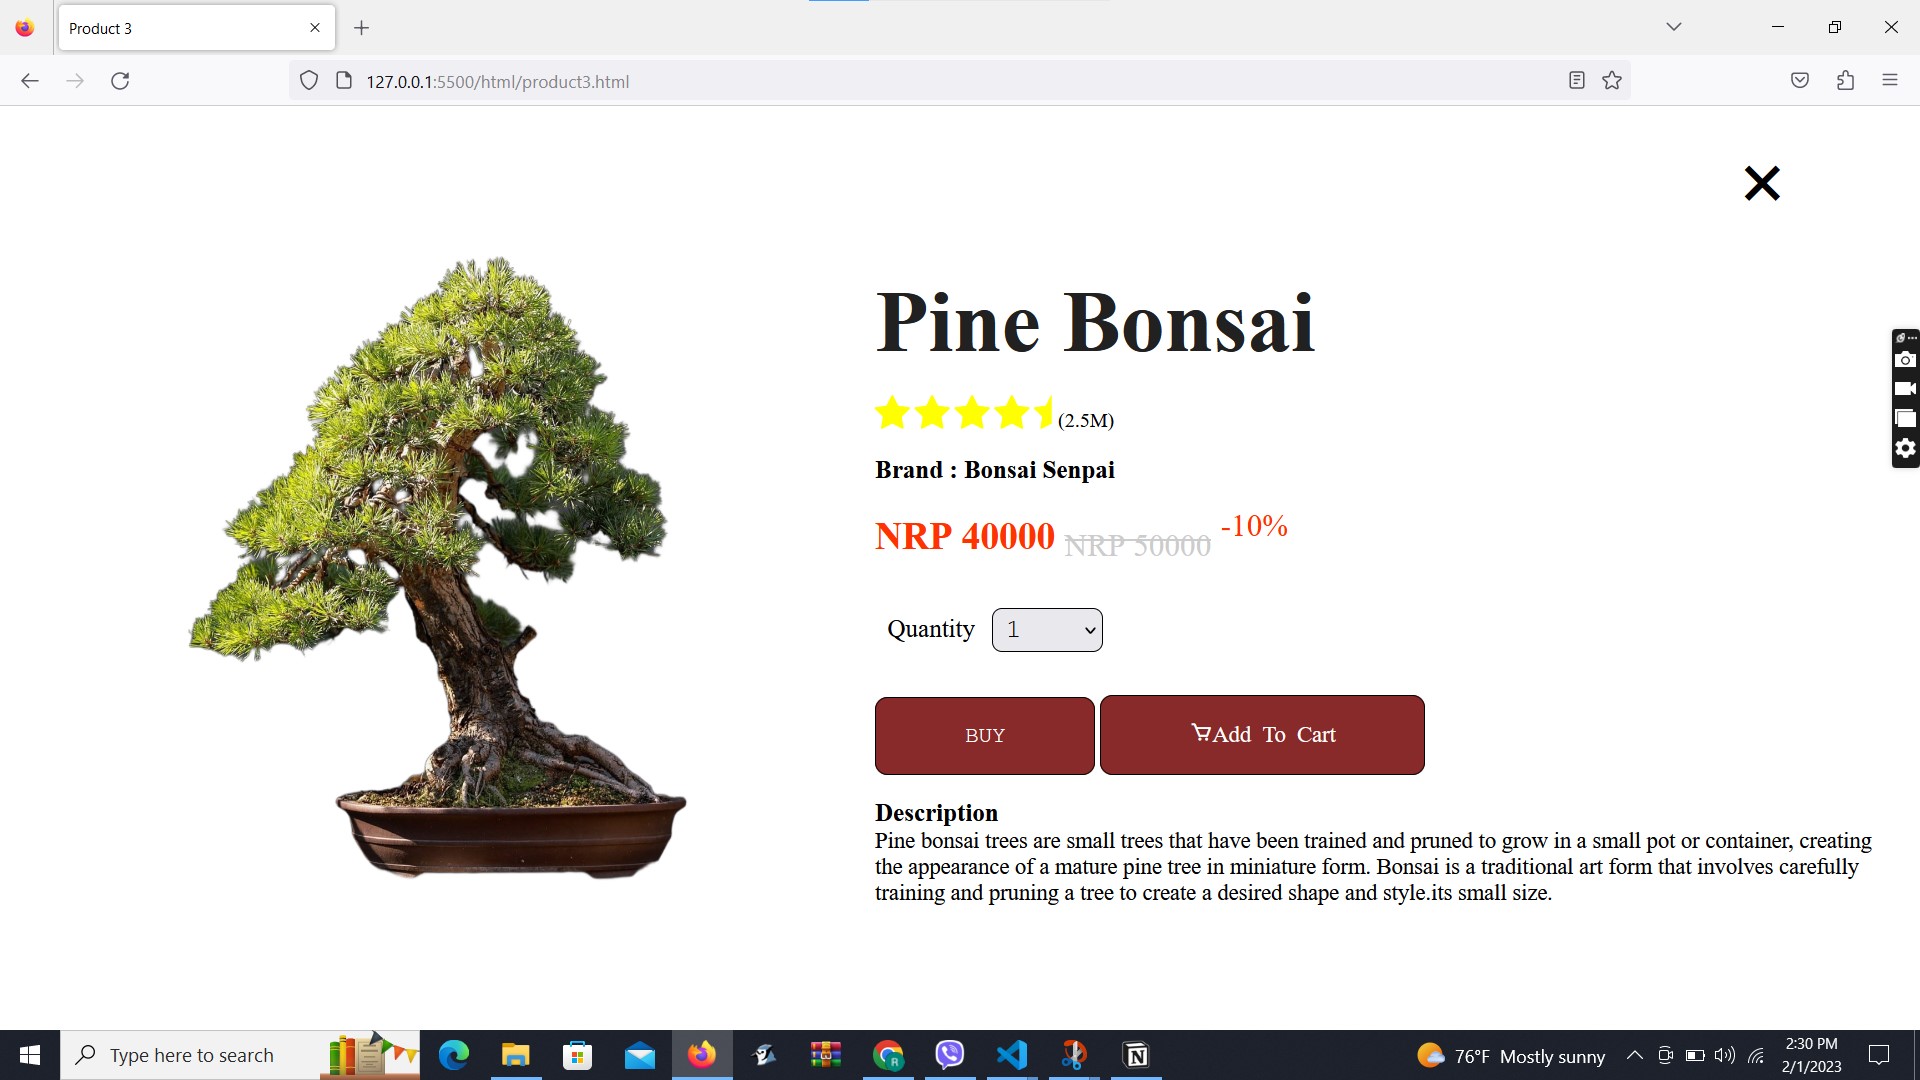 Product 3
127.0.0.1:5500/html/product3.html
Pine Bonsai
(2.5M)
Brand : Bonsai Senpai
NRP 40000 NRP 50000 -10%
Quantity 1
BUY Add To Cart
Description
Pine bonsai trees are small trees that have been trained and pruned to grow in a small pot or container, creating
the appearance of a mature pine tree in miniature form. Bonsai is a traditional art form that involves carefully
training and pruning a tree to create a desired shape and style.its small size.
Type here to search
76°F Mostly sunny
2:30 PM
2/1/2023